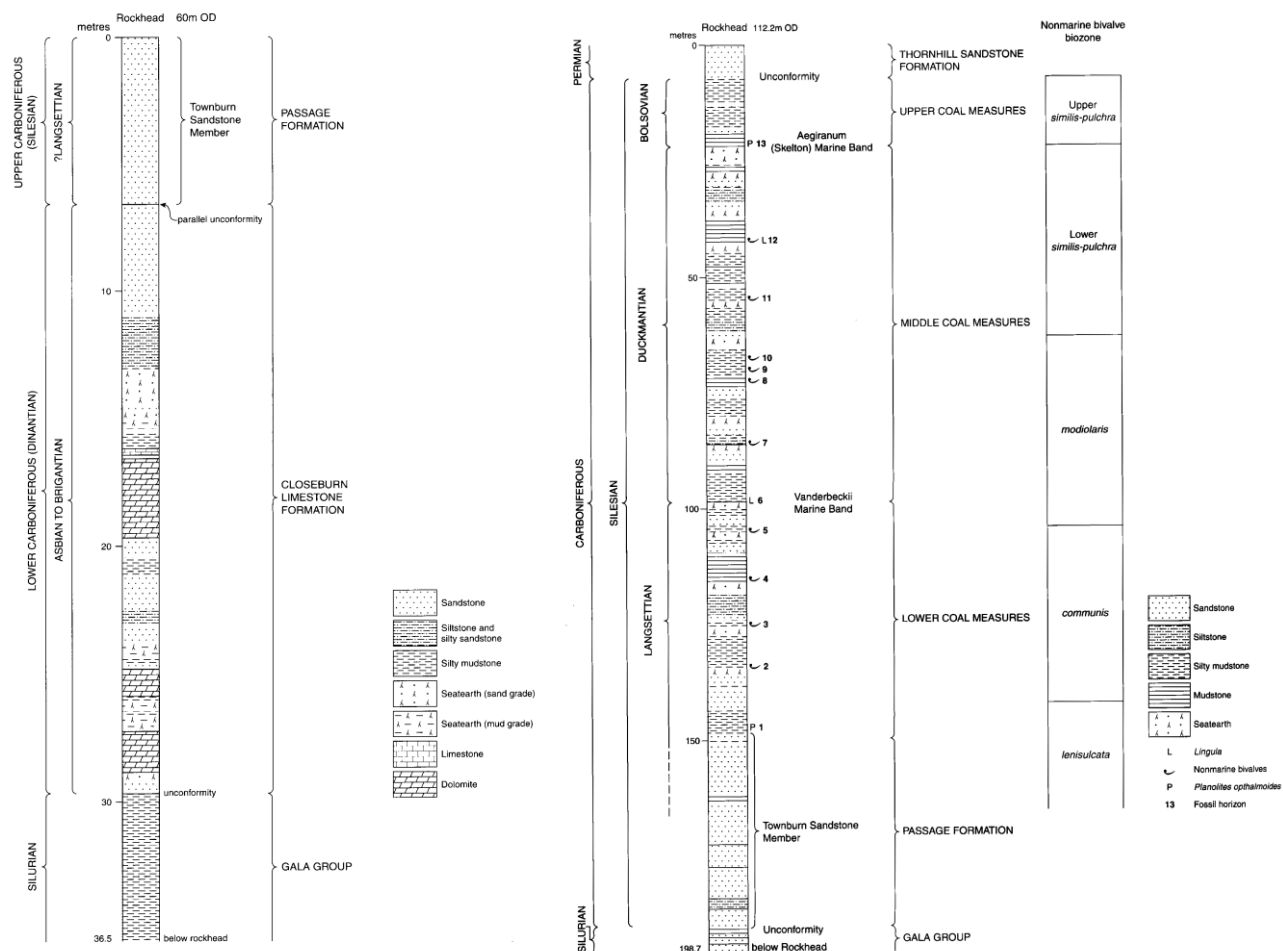 Rockhead 60m OD
metres
0
10
20
30
36.5
UPPER CARBONIFEROUS
(SILESIAN)
?LANGSETTIAN
LOWER CARBONIFEROUS (DINANTIAN)
ASBIAN TO BRIGANTIAN
SILURIAN
Townburn
Sandstone
Member
parallel unconformity
unconformity
below rockhead
PASSAGE
FORMATION
CLOSEBURN
LIMESTONE
FORMATION
GALA GROUP
Sandstone
Siltstone and
silty sandstone
Silty mudstone
Seatearth (sand grade)
Seatearth (mud grade)
Limestone
Dolomite
Rockhead 112.2m OD
metres
0
50
100
150
198.7
PERMIAN
CARBONIFEROUS
SILURIAN
SILESIAN
BOLSOVIAN
DUCKMANTIAN
LANGSETTIAN
Unconformity
P 13
Aegiranum
(Skelton) Marine Band
L 12
11
10
9
8
7
L 6
Vanderbeckii
Marine Band
5
4
3
2
P 1
Townburn Sandstone
Member
Unconformity
below Rockhead
THORNHILL SANDSTONE
FORMATION
UPPER COAL MEASURES
MIDDLE COAL MEASURES
LOWER COAL MEASURES
PASSAGE FORMATION
GALA GROUP
Nonmarine bivalve
biozone
Upper
similis-pulchra
Lower
similis-pulchra
modiolaris
communis
lenisulcata
Sandstone
Siltstone
Silty mudstone
Mudstone
Seatearth
L Lingula
Nonmarine bivalves
P Planolites opthalmoides
13 Fossil horizon